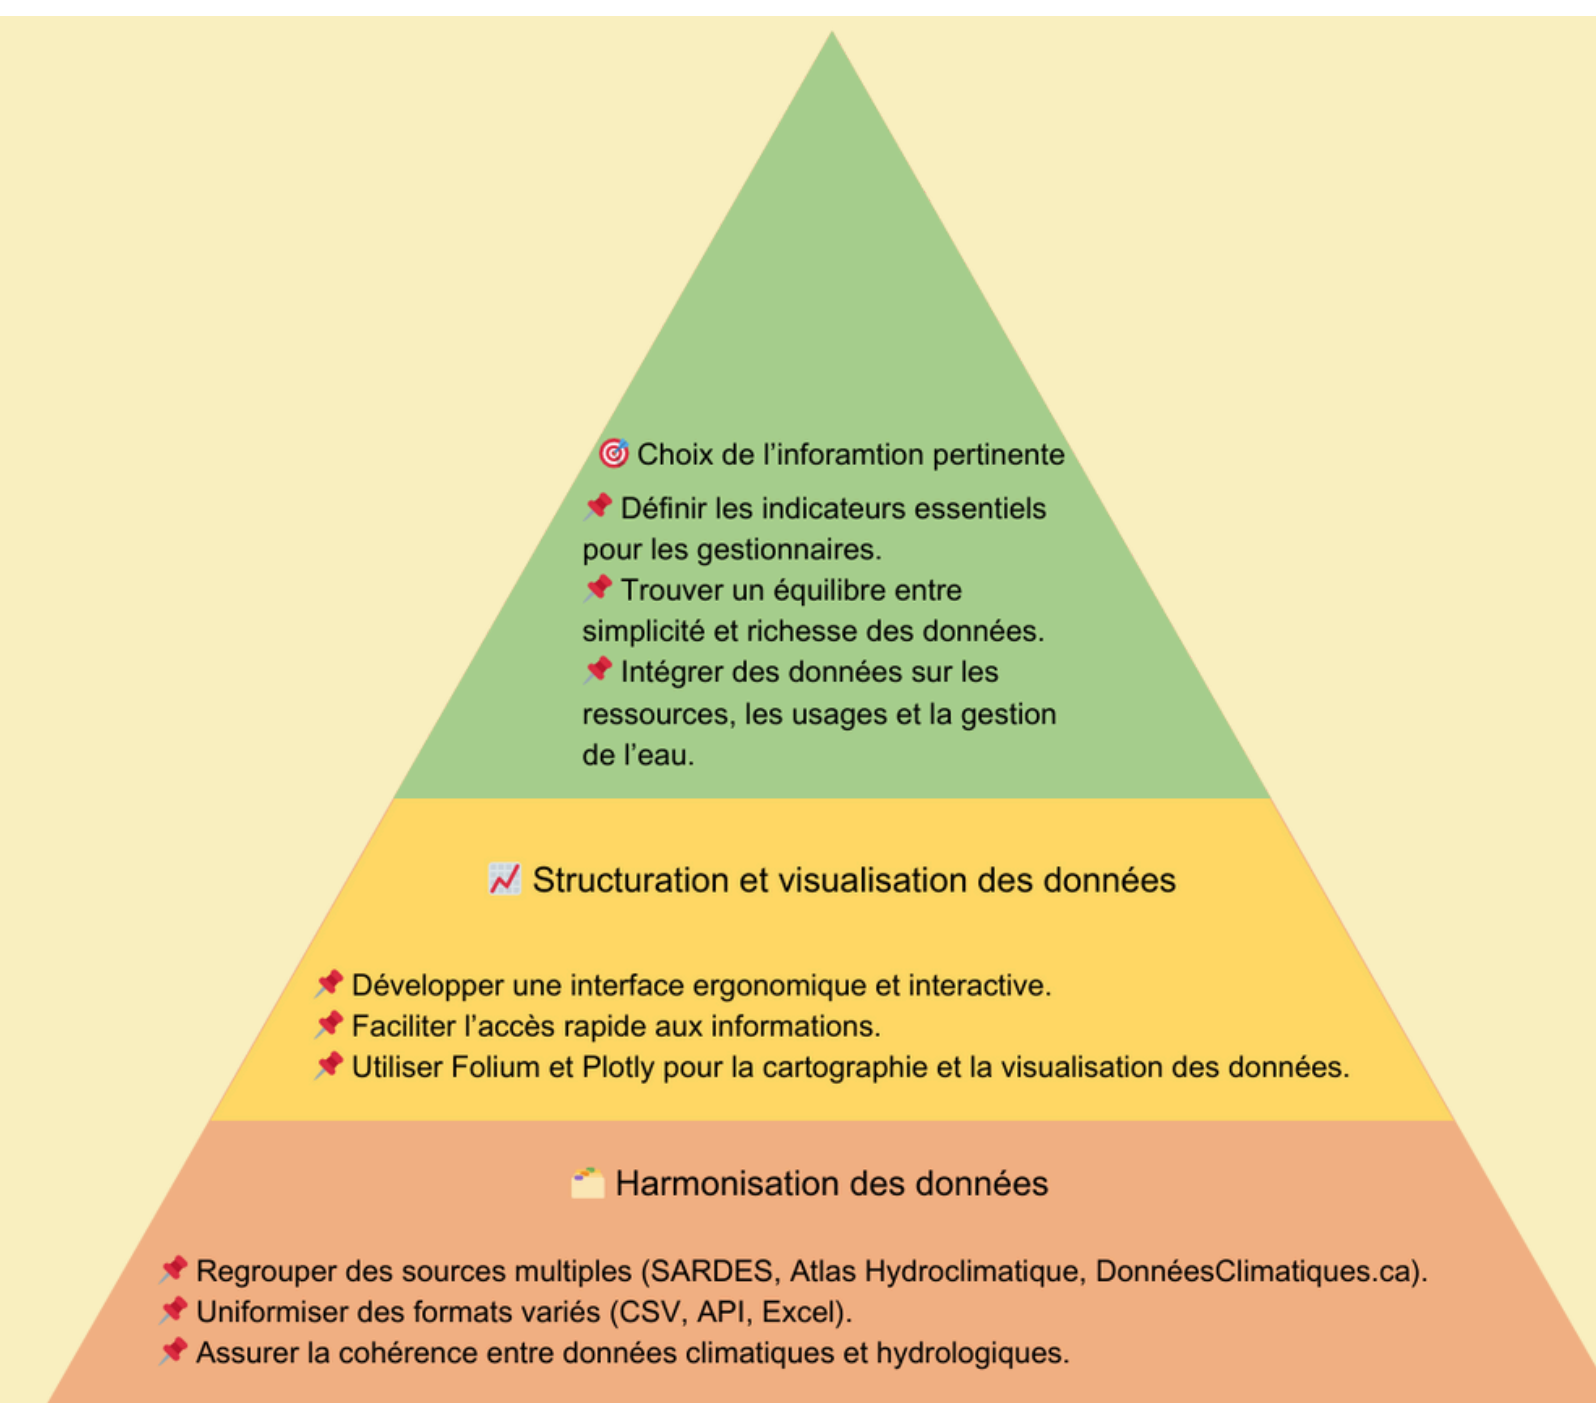 🎯 Choix de l’inforamtion pertinente
📌 Définir les indicateurs essentiels
pour les gestionnaires.
📌 Trouver un équilibre entre
simplicité et richesse des données.
📌 Intégrer des données sur les
ressources, les usages et la gestion
de l’eau.
📈 Structuration et visualisation des données
📌 Développer une interface ergonomique et interactive.
📌 Faciliter l’accès rapide aux informations.
📌 Utiliser Folium et Plotly pour la cartographie et la visualisation des données.
🗂️ Harmonisation des données
📌 Regrouper des sources multiples (SARDES, Atlas Hydroclimatique, DonnéesClimatiques.ca).
📌 Uniformiser des formats variés (CSV, API, Excel).
📌 Assurer la cohérence entre données climatiques et hydrologiques.